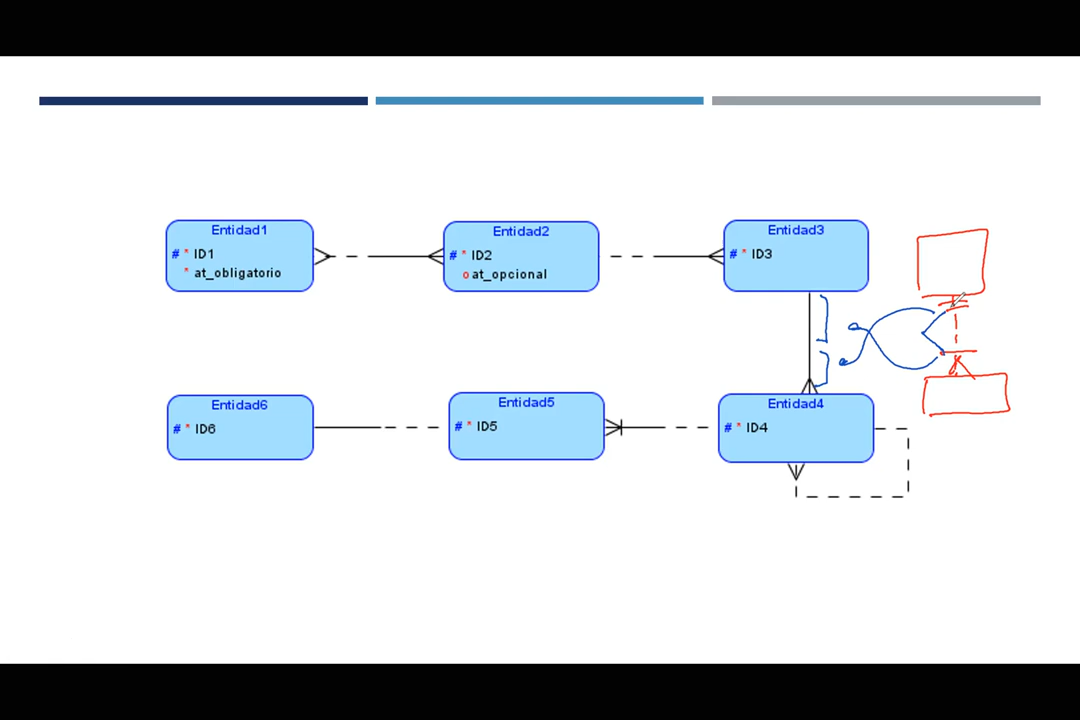 Entidad1
# * ID1
* at_obligatorio
Entidad2
# * ID2
o at_opcional
Entidad3
# * ID3
Entidad6
# * ID6
Entidad5
# * ID5
Entidad4
# * ID4